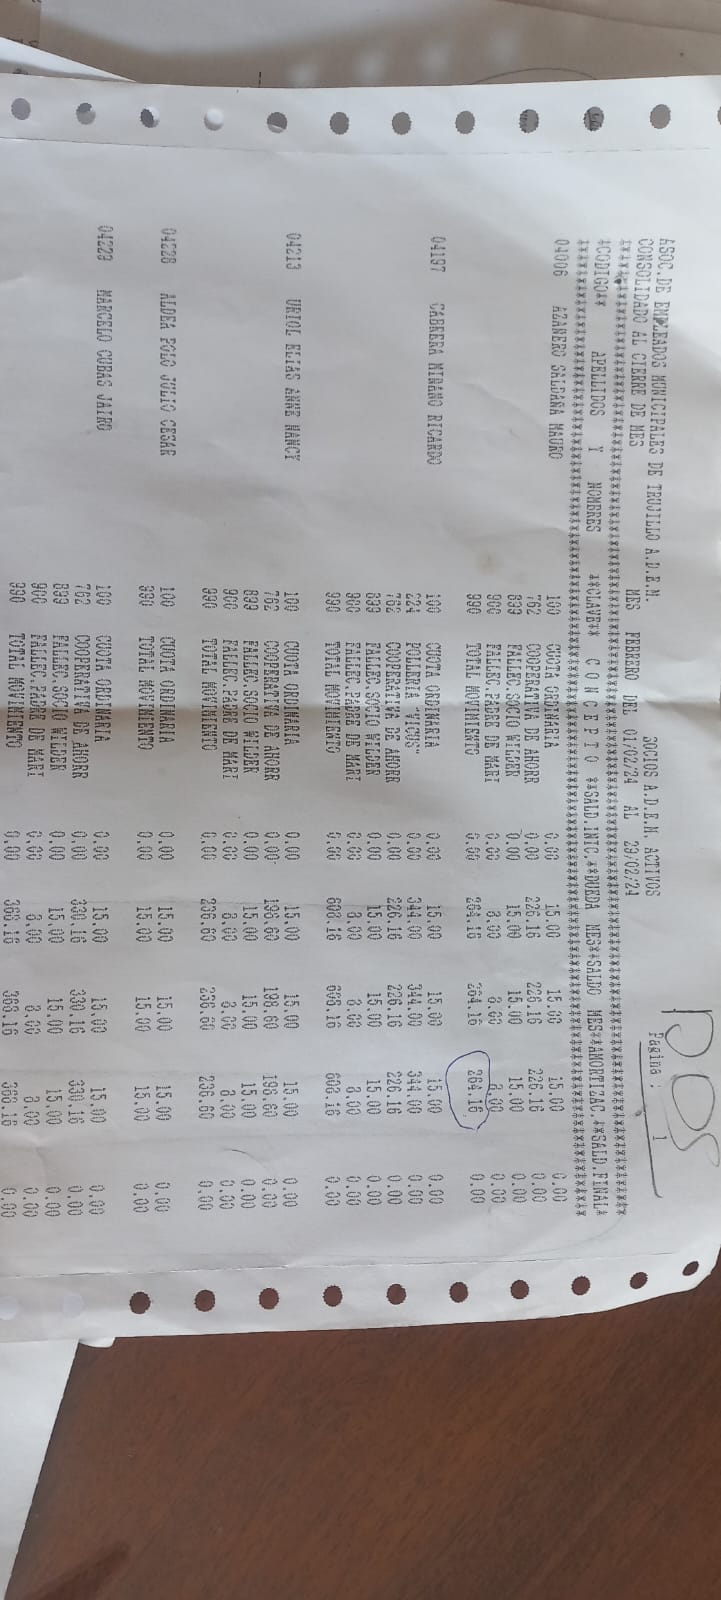 PDS
ASOC.DE EMPLEADOS MUNICIPALES DE TRUJILLO A.D.E.M. SOCIOS A.D.E.M. ACTIVOS Pagina : 1
CONSOLIDADO AL CIERRE DE MES MES FEBRERO DEL 01/02/24 AL 29/02/24
*CODIGO** APELLIDOS Y NOMBRES **CLAVE** C O N C E P T O **SALD.INIC.**DUEDA MES**SALDO MES**AMORTIZAC.**SALD.FINAL*
04006 AZAÑERO SALDAÑA MAURO 100 CUOTA ORDINARIA 0.00 15.00 15.00 15.00 0.00
762 COOPERATIVA DE AHORR 0.00 226.16 226.16 226.16 0.00
899 FALLEC.SOCIO WILDER 0.00 15.00 15.00 15.00 0.00
900 FALLEC.PADRE DE MARI 0.00 8.00 8.00 8.00 0.00
990 TOTAL MOVIMIENTO 0.00 264.16 264.16 264.16 0.00
04197 CABRERA MIÑANO RICARDO 100 CUOTA ORDINARIA 0.00 15.00 15.00 15.00 0.00
224 POLLERIA "VICUS" 0.00 344.00 344.00 344.00 0.00
762 COOPERATIVA DE AHORR 0.00 226.16 226.16 226.16 0.00
899 FALLEC.SOCIO WILDER 0.00 15.00 15.00 15.00 0.00
900 FALLEC.PADRE DE MARI 0.00 8.00 8.00 8.00 0.00
990 TOTAL MOVIMIENTO 0.00 608.16 608.16 608.16 0.00
04213 URIOL ELIAS ANNE NANCY 100 CUOTA ORDINARIA 0.00 15.00 15.00 15.00 0.00
762 COOPERATIVA DE AHORR 0.00 198.60 198.60 198.60 0.00
899 FALLEC.SOCIO WILDER 0.00 15.00 15.00 15.00 0.00
900 FALLEC.PADRE DE MARI 0.00 8.00 8.00 8.00 0.00
990 TOTAL MOVIMIENTO 0.00 236.60 236.60 236.60 0.00
04228 ALDEA POLO JULIO CESAR 100 CUOTA ORDINARIA 0.00 15.00 15.00 15.00 0.00
990 TOTAL MOVIMIENTO 0.00 15.00 15.00 15.00 0.00
04229 MARCELO CUBAS JAIRO 100 CUOTA ORDINARIA 0.00 15.00 15.00 15.00 0.00
762 COOPERATIVA DE AHORR 0.00 330.16 330.16 330.16 0.00
899 FALLEC.SOCIO WILDER 0.00 15.00 15.00 15.00 0.00
900 FALLEC.PADRE DE MARI 0.00 8.00 8.00 8.00 0.00
990 TOTAL MOVIMIENTO 0.00 368.16 368.16 368.16 0.00